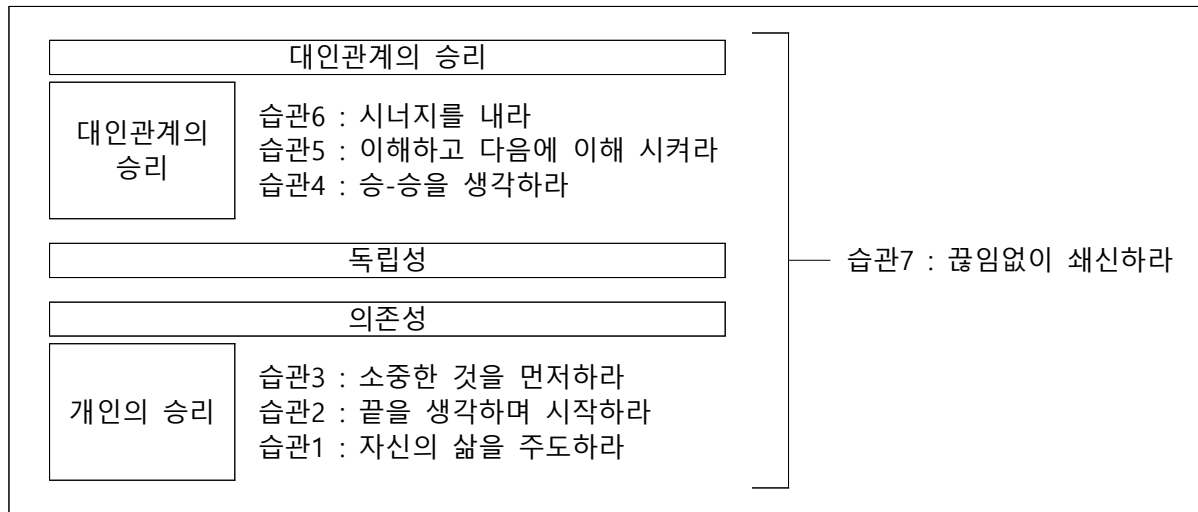 대인관계의 승리
대인관계의
승리
습관6 : 시너지를 내라
습관5 : 이해하고 다음에 이해 시켜라
습관4 : 승-승을 생각하라
독립성
의존성
개인의 승리
습관3 : 소중한 것을 먼저하라
습관2 : 끝을 생각하며 시작하라
습관1 : 자신의 삶을 주도하라
습관7 : 끊임없이 쇄신하라